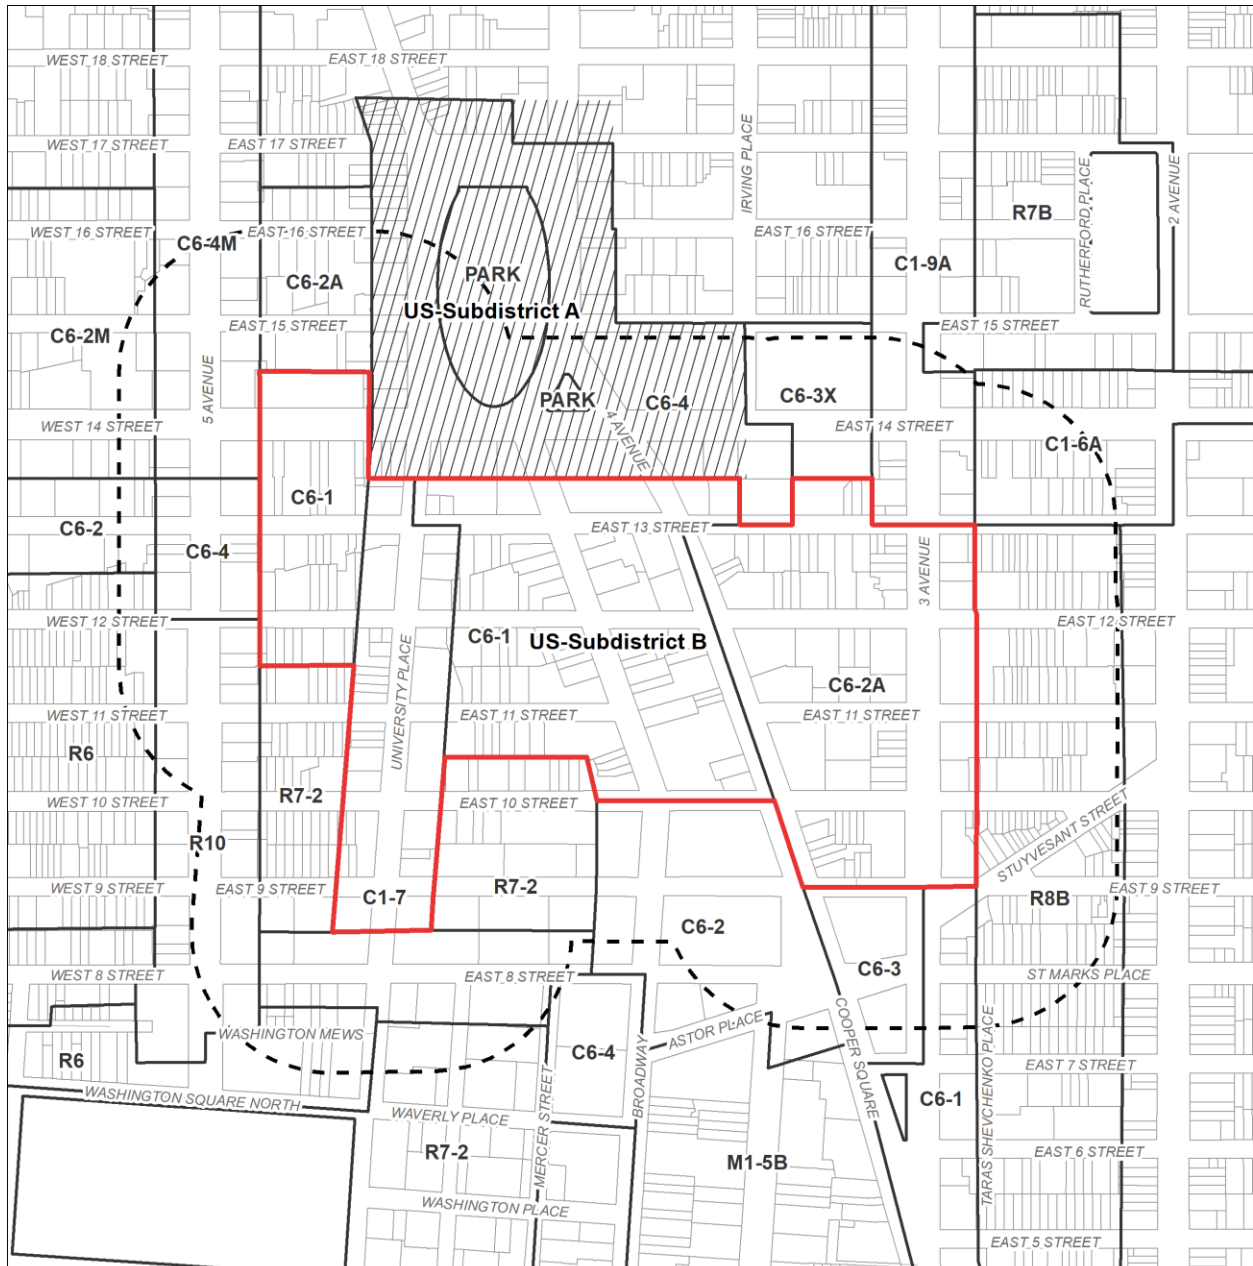 WEST 18 STREET
EAST 18 STREET
WEST 17 STREET
EAST 17 STREET
IRVING PLACE
RUTHERFORD PLACE
2 AVENUE
R7B
WEST 16 STREET
C6-4M
EAST 16 STREET
EAST 16 STREET
C6-2A
PARK
C1-9A
US-Subdistrict A
C6-2M
EAST 15 STREET
EAST 15 STREET
5 AVENUE
PARK
C6-4
C6-3X
4 AVENUE
WEST 14 STREET
EAST 14 STREET
C1-6A
C6-1
C6-2
EAST 13 STREET
C6-4
3 AVENUE
WEST 12 STREET
EAST 12 STREET
C6-1
US-Subdistrict B
UNIVERSITY PLACE
C6-2A
WEST 11 STREET
EAST 11 STREET
EAST 11 STREET
R6
R7-2
WEST 10 STREET
EAST 10 STREET
STUYVESANT STREET
R10
WEST 9 STREET
EAST 9 STREET
C1-7
R7-2
R8B
EAST 9 STREET
C6-2
C6-3
WEST 8 STREET
EAST 8 STREET
ST MARKS PLACE
WASHINGTON MEWS
ASTOR PLACE
COOPER SQUARE
TARAS SHEVCHENKO PLACE
R6
C6-4
BROADWAY
EAST 7 STREET
WASHINGTON SQUARE NORTH
WAVERLY PLACE
MERCER STREET
C6-1
R7-2
M1-5B
EAST 6 STREET
WASHINGTON PLACE
EAST 5 STREET